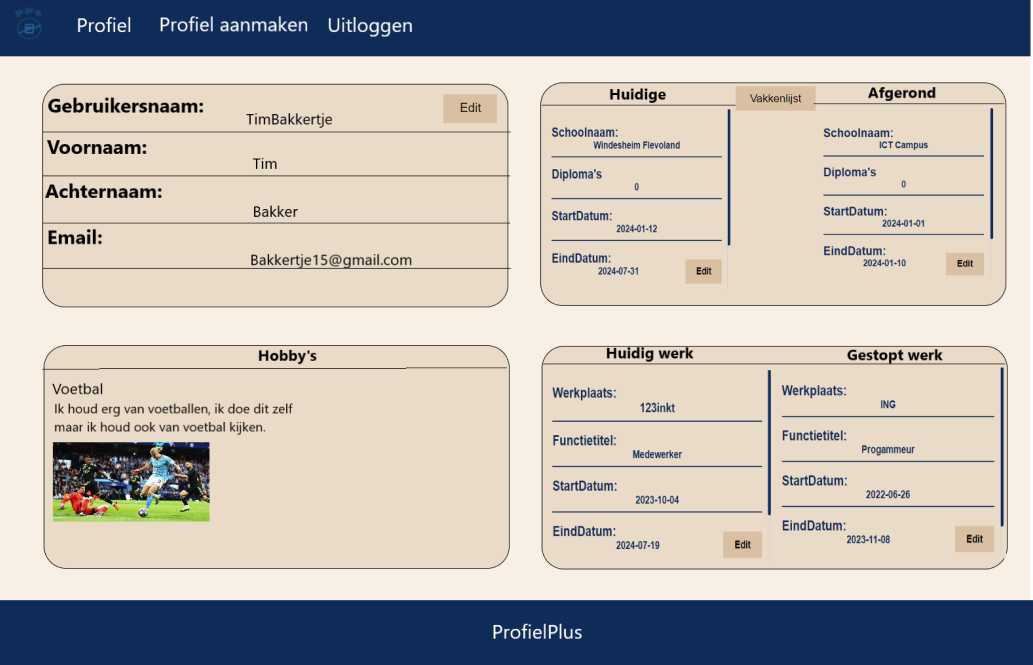 Profiel Profiel aanmaken Uitloggen
Gebruikersnaam: Edit
TimBakkertje
Voornaam:
Tim
Achternaam:
Bakker
Email:
Bakkertje15@gmail.com
Huidige
Vakkenlijst
Afgerond
Schoolnaam:
Windesheim Flevoland
Diploma's
0
StartDatum:
2024-01-12
EindDatum:
2024-07-31
Edit
Schoolnaam:
ICT Campus
Diploma's
0
StartDatum:
2024-01-01
EindDatum:
2024-01-10
Edit
Hobby's
Voetbal
Ik houd erg van voetballen, ik doe dit zelf
maar ik houd ook van voetbal kijken.
Huidig werk
Werkplaats:
123inkt
Functietitel:
Medewerker
StartDatum:
2023-10-04
EindDatum:
2024-07-19
Edit
Gestopt werk
Werkplaats:
ING
Functietitel:
Progammeur
StartDatum:
2022-06-26
EindDatum:
2023-11-08
Edit
ProfielPlus